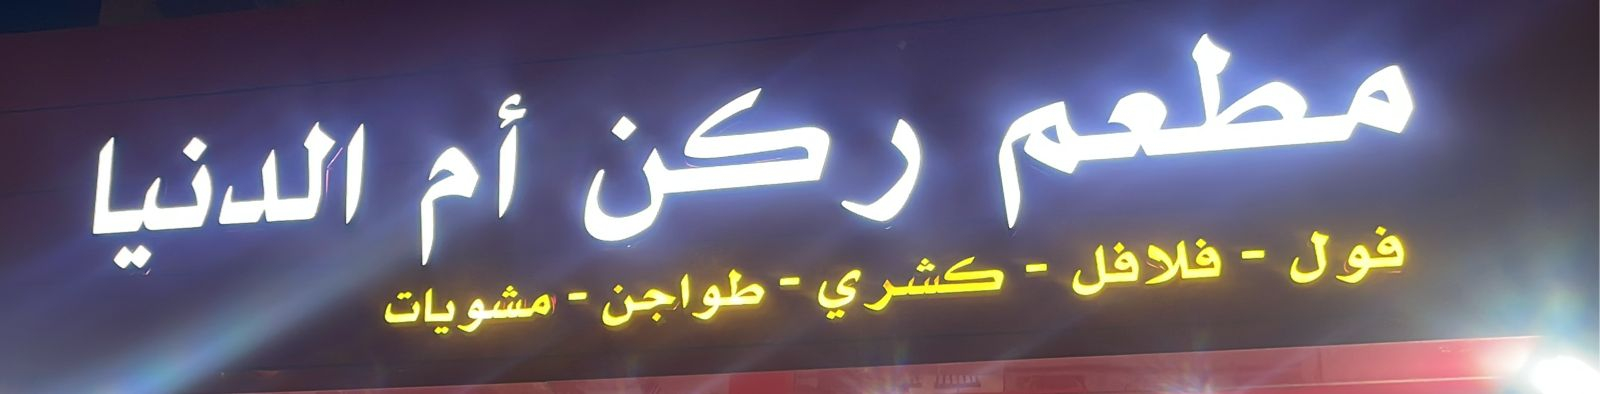 مطعم ركن أم الدنيا
فول - فلافل - كشري - طواجن - مشويات